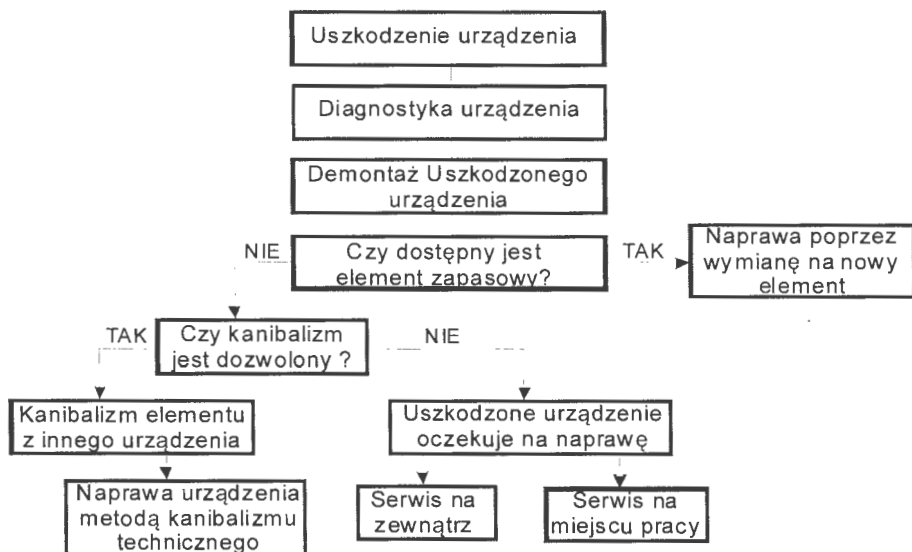 Uszkodzenie urządzenia
Diagnostyka urządzenia
Demontaż Uszkodzonego
urządzenia
NIE
Czy dostępny jest
element zapasowy?
TAK
Naprawa poprzez
wymianę na nowy
element
TAK
Czy kanibalizm
jest dozwolony ?
NIE
Kanibalizm elementu
z innego urządzenia
Uszkodzone urządzenie
oczekuje na naprawę
Naprawa urządzenia
metodą kanibalizmu
technicznego
Serwis na
zewnątrz
Serwis na
miejscu pracy